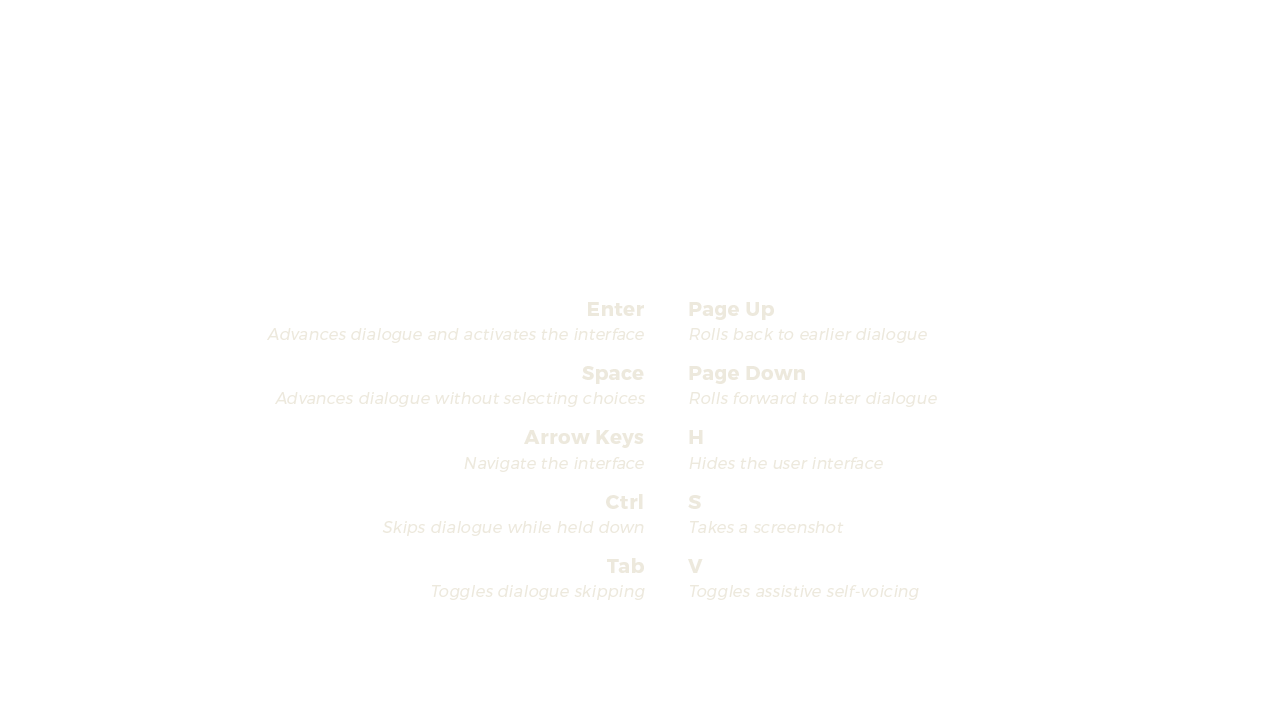 Enter
Advances dialogue and activates the interface
Space
Advances dialogue without selecting choices
Arrow Keys
Navigate the interface
Ctrl
Skips dialogue while held down
Tab
Toggles dialogue skipping
Page Up
Rolls back to earlier dialogue
Page Down
Rolls forward to later dialogue
H
Hides the user interface
S
Takes a screenshot
V
Toggles assistive self-voicing